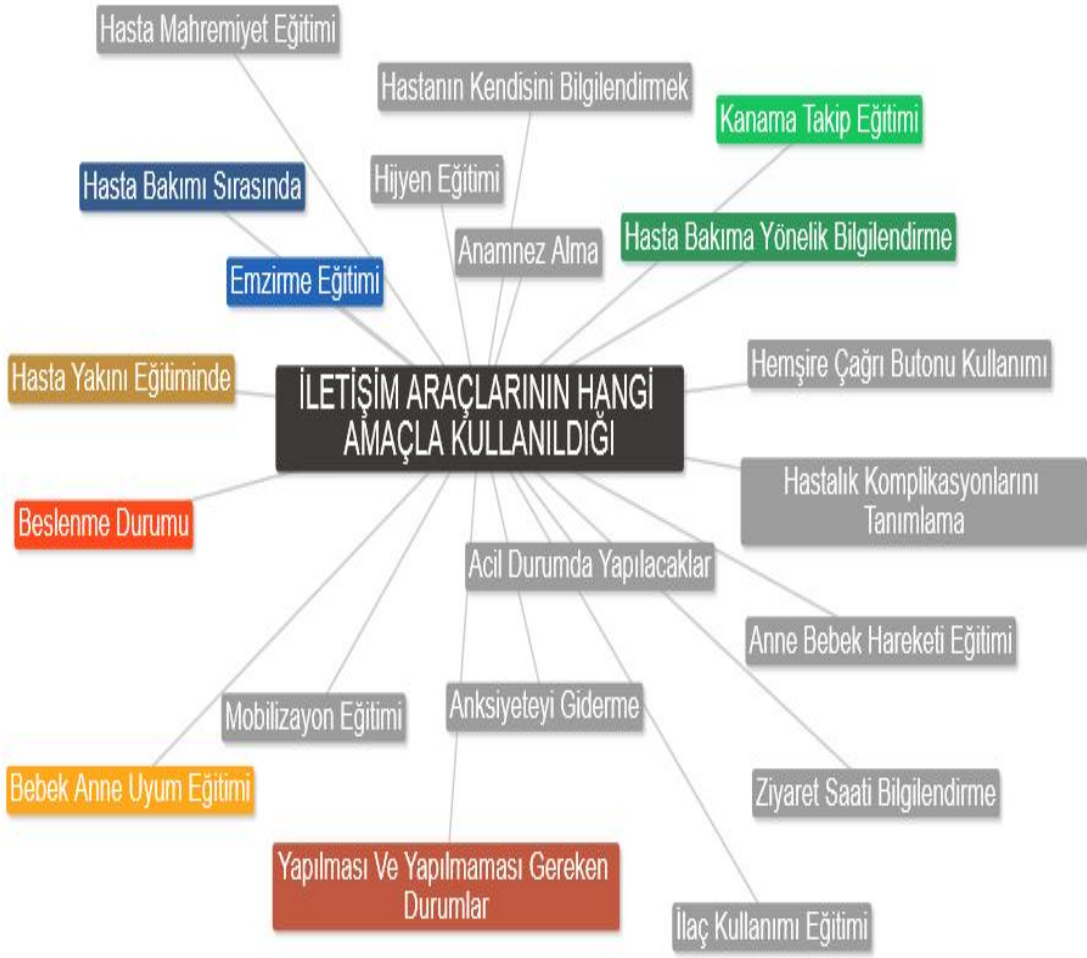 Hasta Mahremiyet Eğitimi
Hastanın Kendisini Bilgilendirmek
Kanama Takip Eğitimi
Hasta Bakımı Sırasında
Hijyen Eğitimi
Anamnez Alma
Hasta Bakıma Yönelik Bilgilendirme
Emzirme Eğitimi
Hasta Yakını Eğitiminde
İLETİŞİM ARAÇLARININ HANGİ
AMAÇLA KULLANILDIĞI
Hemşire Çağrı Butonu Kullanımı
Beslenme Durumu
Hastalık Komplikasyonlarını
Tanımlama
Acil Durumda Yapılacaklar
Anne Bebek Hareketi Eğitimi
Mobilizayon Eğitimi
Anksiyeteyi Giderme
Bebek Anne Uyum Eğitimi
Ziyaret Saati Bilgilendirme
Yapılması Ve Yapılmaması Gereken
Durumlar
İlaç Kullanımı Eğitimi